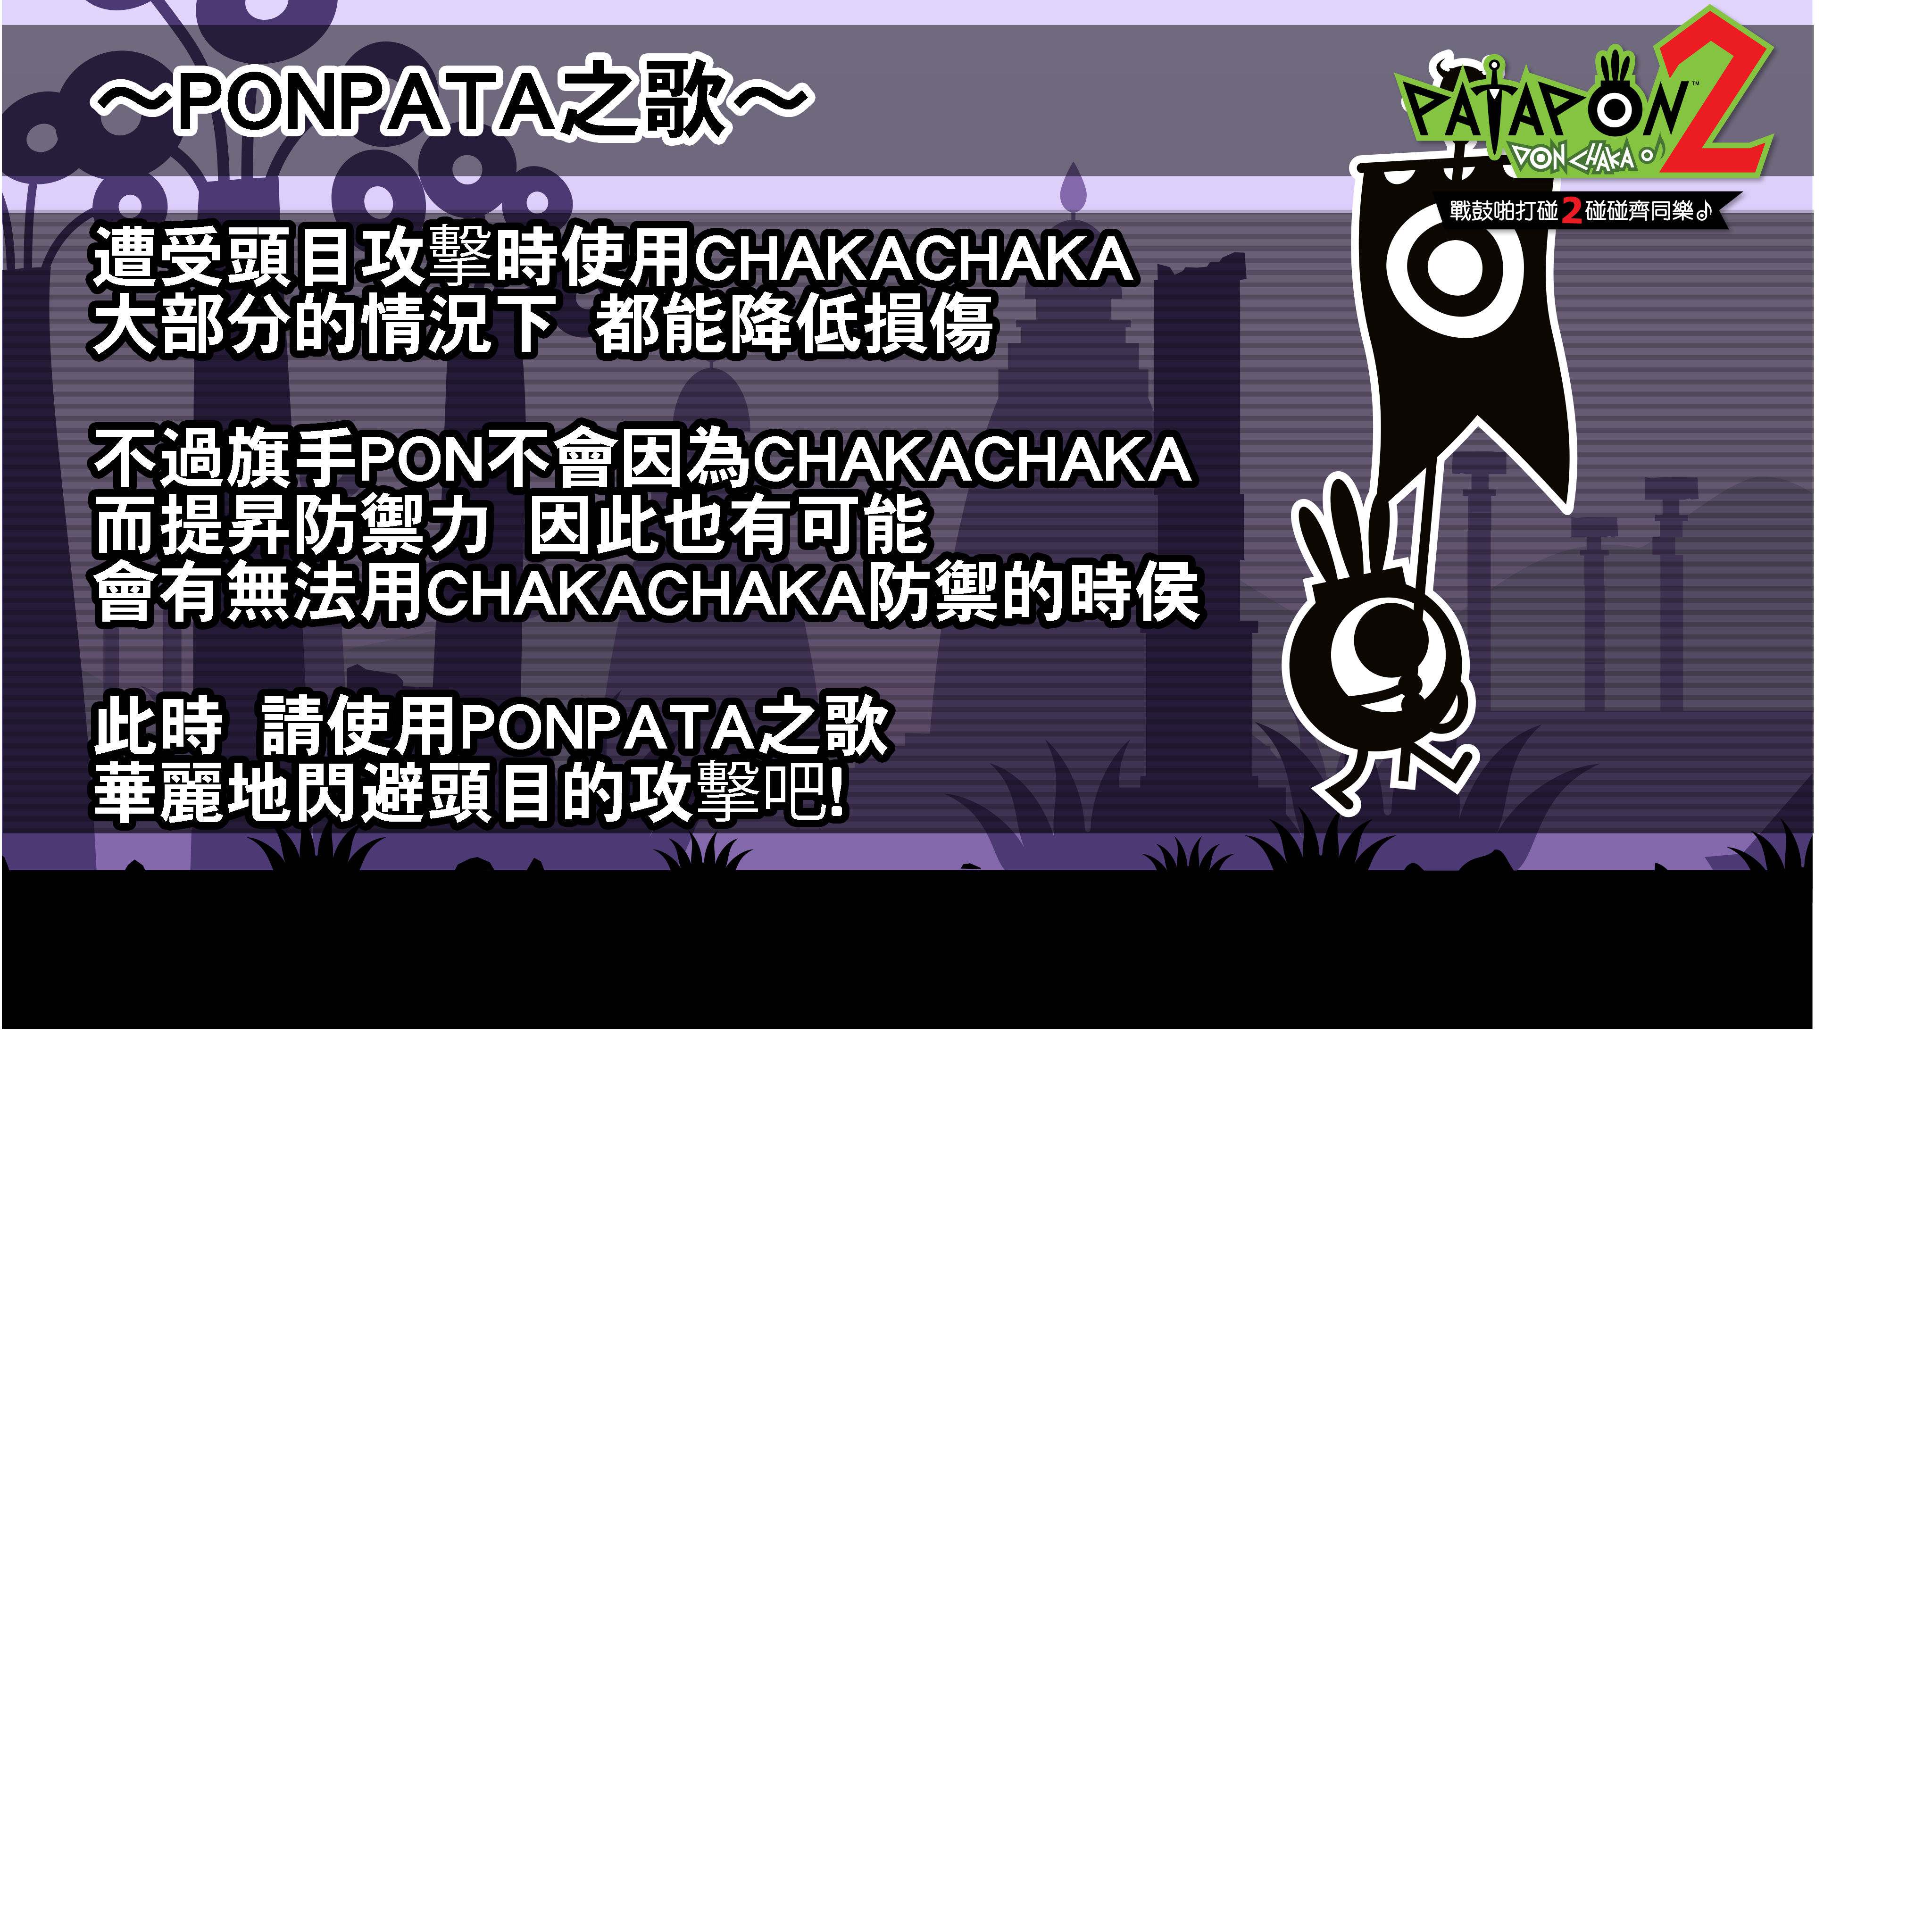 ～PONPATA之歌～
PATAPON2™
DON CHAKA♪
戰鼓啪打碰2碰碰齊同樂♪
遭受頭目攻擊時使用CHAKACHAKA
大部分的情況下 都能降低損傷
不過旗手PON不會因為CHAKACHAKA
而提昇防禦力 因此也有可能
會有無法用CHAKACHAKA防禦的時侯
此時 請使用PONPATA之歌
華麗地閃避頭目的攻擊吧!